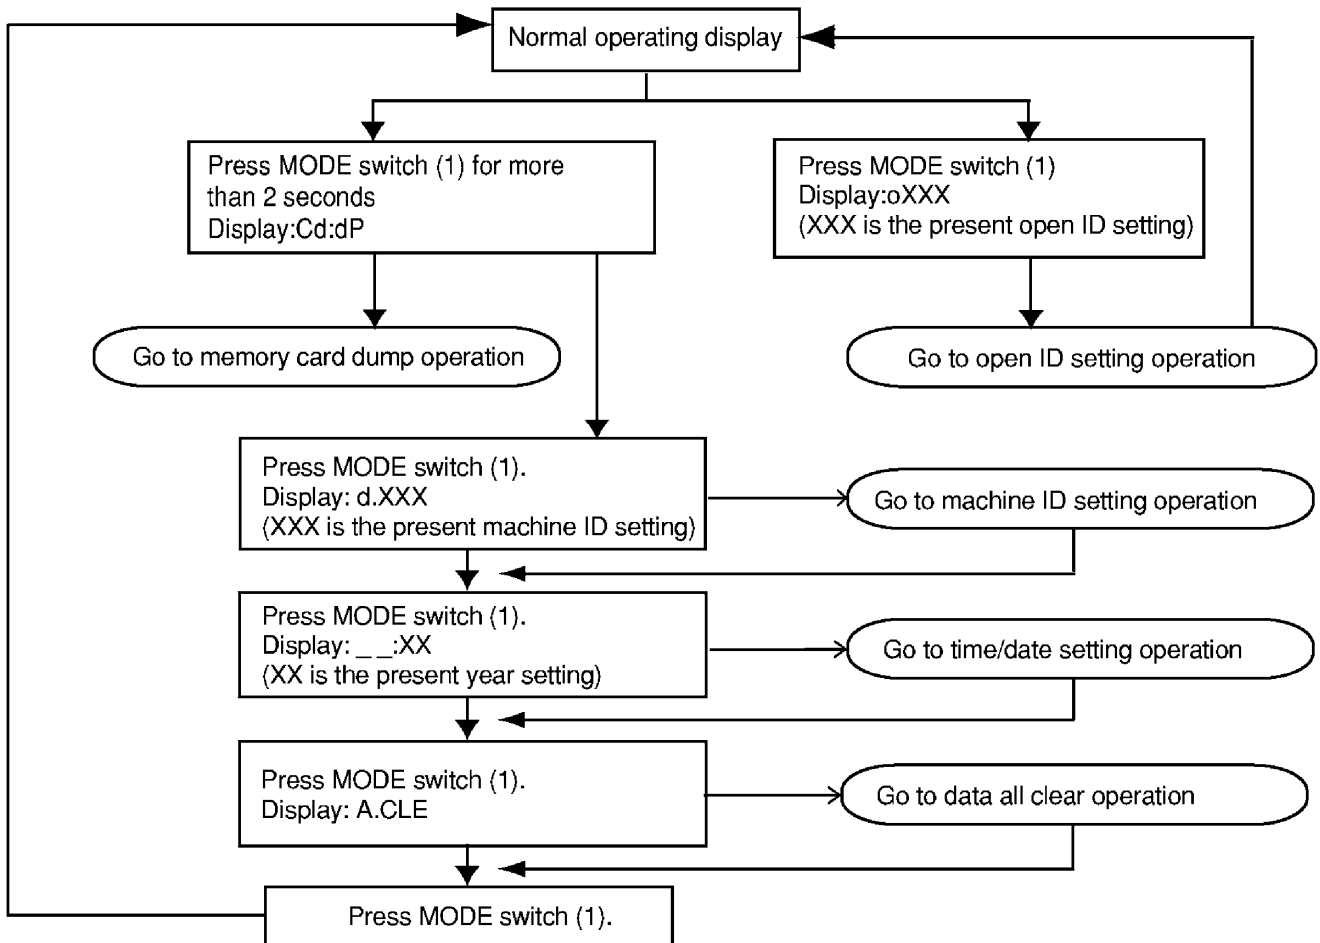 Normal operating display
Press MODE switch (1) for more
than 2 seconds
Display:Cd:dP
Press MODE switch (1)
Display:oXXX
(XXX is the present open ID setting)
Go to memory card dump operation
Go to open ID setting operation
Press MODE switch (1).
Display: d.XXX
(XXX is the present machine ID setting)
Go to machine ID setting operation
Press MODE switch (1).
Display: _ _:XX
(XX is the present year setting)
Go to time/date setting operation
Press MODE switch (1).
Display: A.CLE
Go to data all clear operation
Press MODE switch (1).